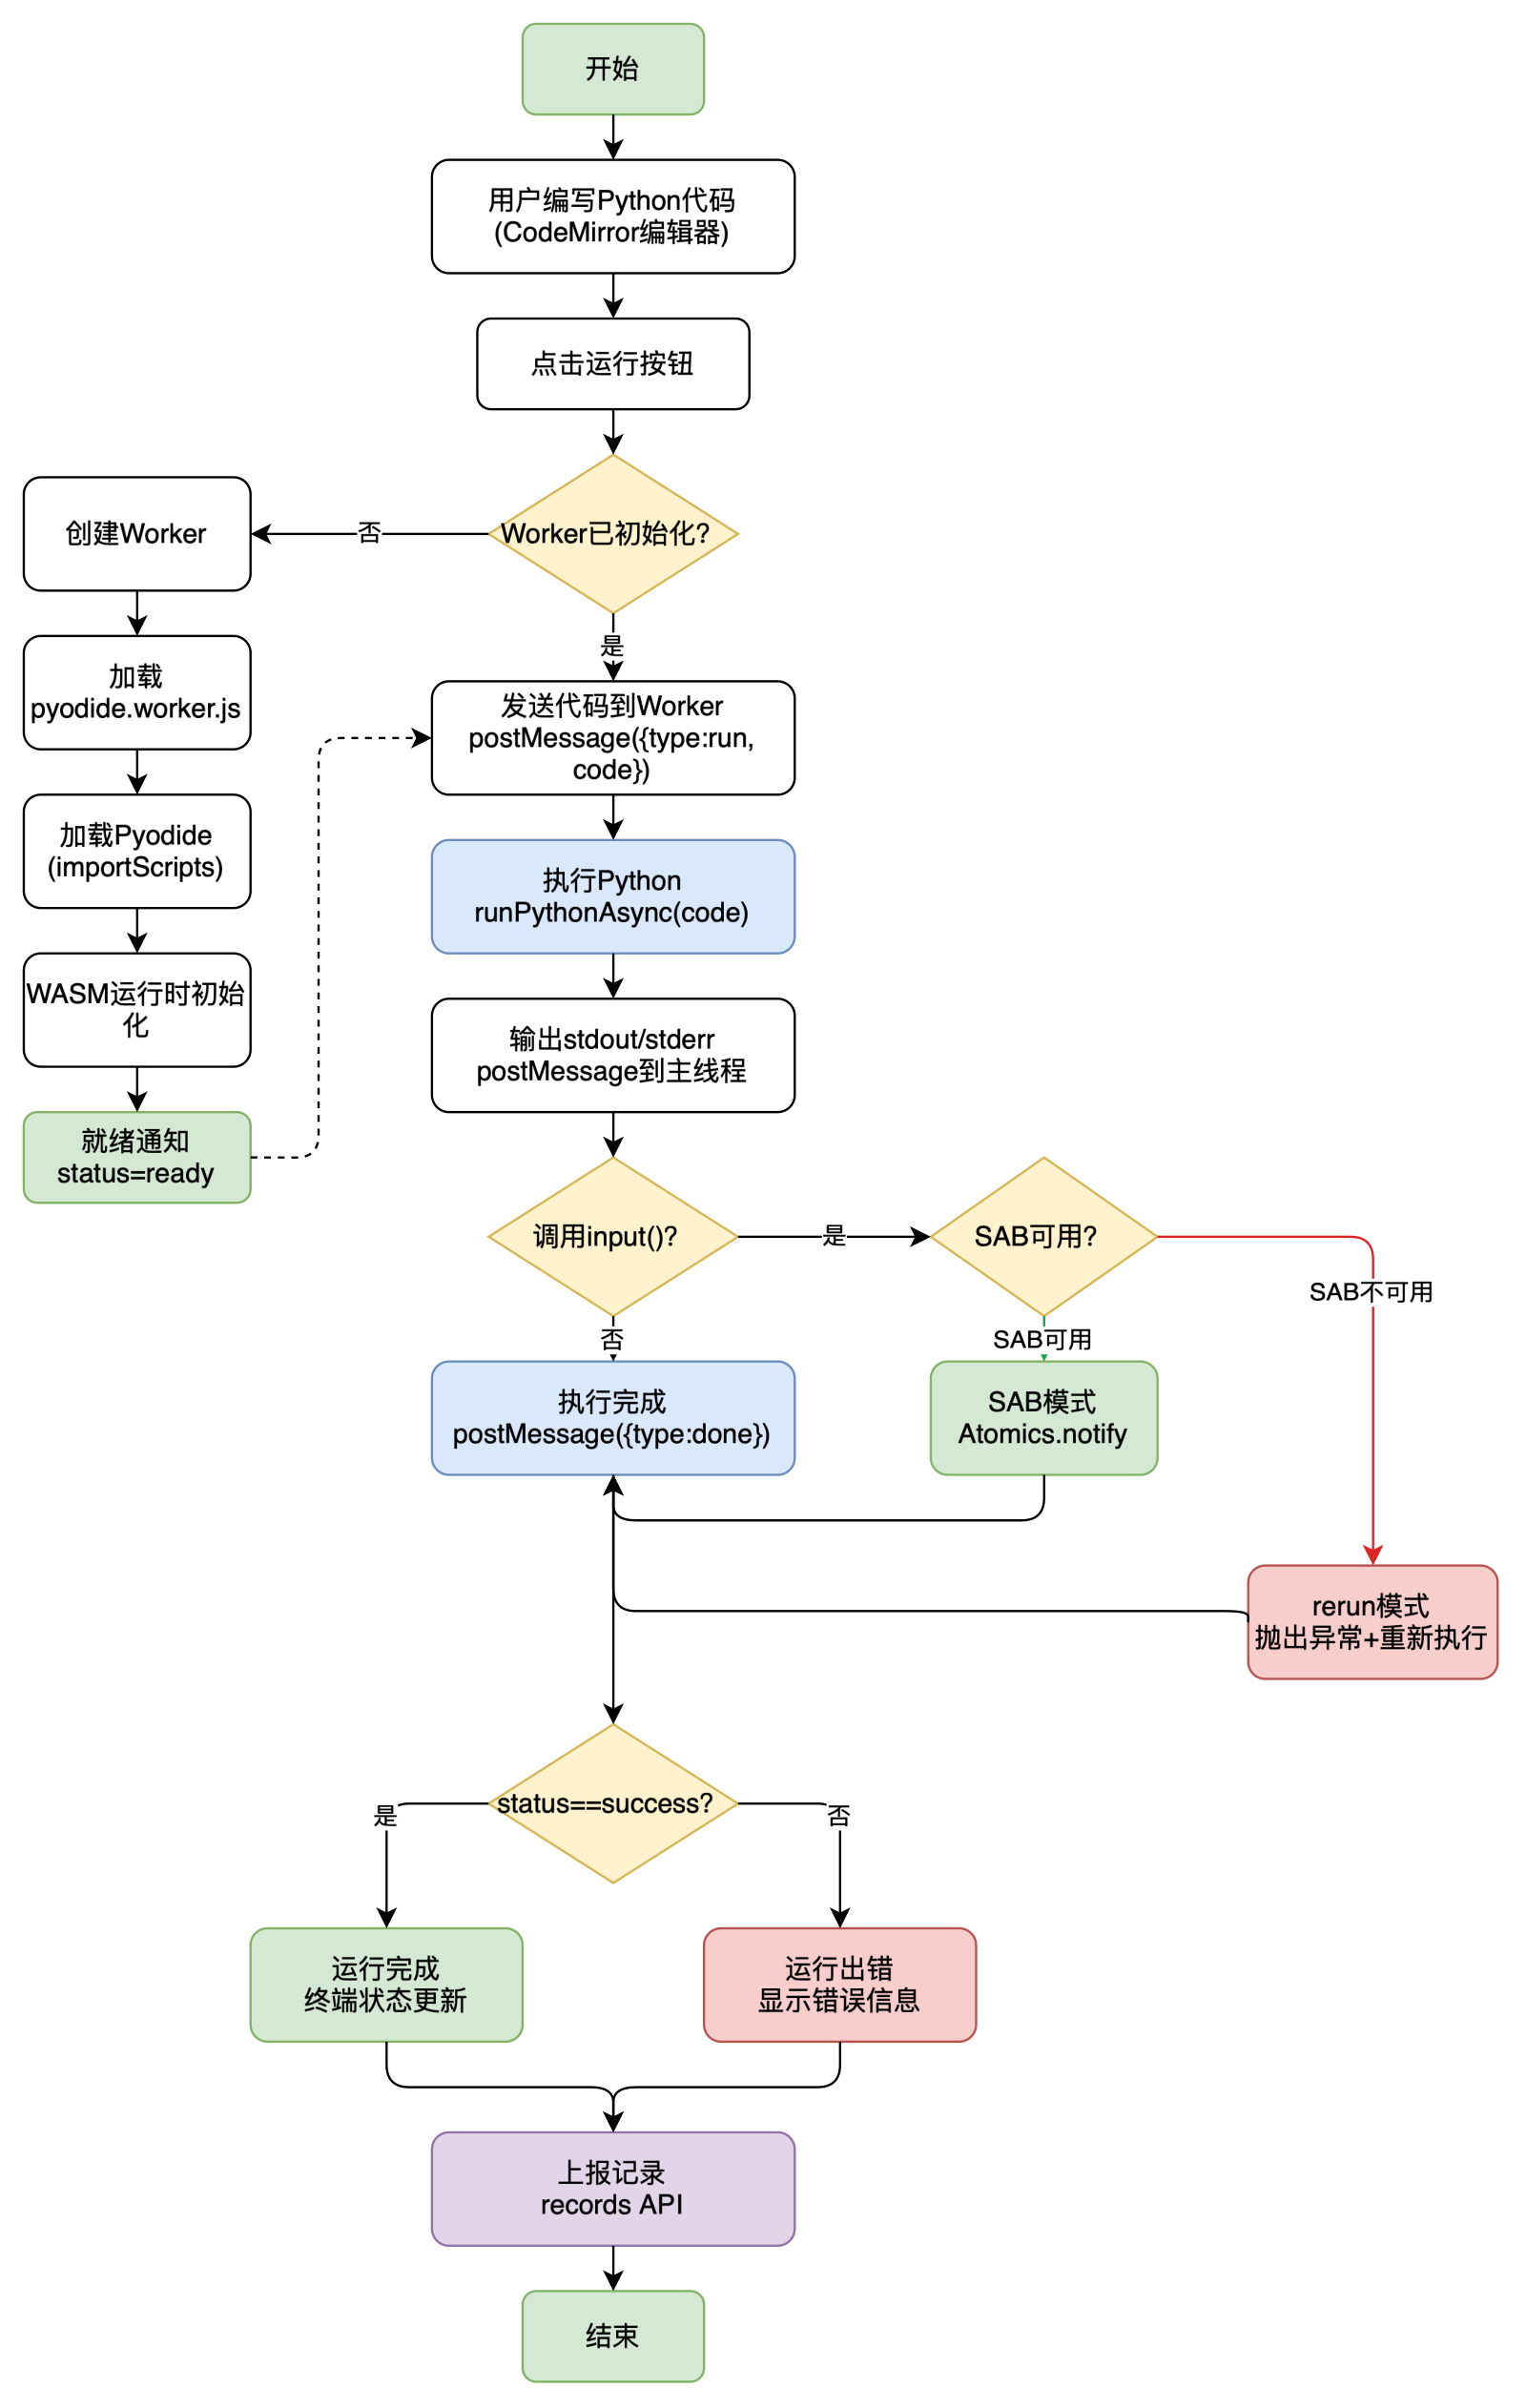 开始
用户编写Python代码
(CodeMirror编辑器)
点击运行按钮
Worker已初始化?
否
创建Worker
是
加载
pyodide.worker.js
发送代码到Worker
postMessage({type:run,
code})
加载Pyodide
(importScripts)
执行Python
runPythonAsync(code)
WASM运行时初始
化
输出stdout/stderr
postMessage到主线程
就绪通知
status=ready
调用input()?
是
SAB可用?
SAB不可用
否
SAB可用
执行完成
postMessage({type:done})
SAB模式
Atomics.notify
rerun模式
抛出异常+重新执行
status==success?
是
否
运行完成
终端状态更新
运行出错
显示错误信息
上报记录
records API
结束